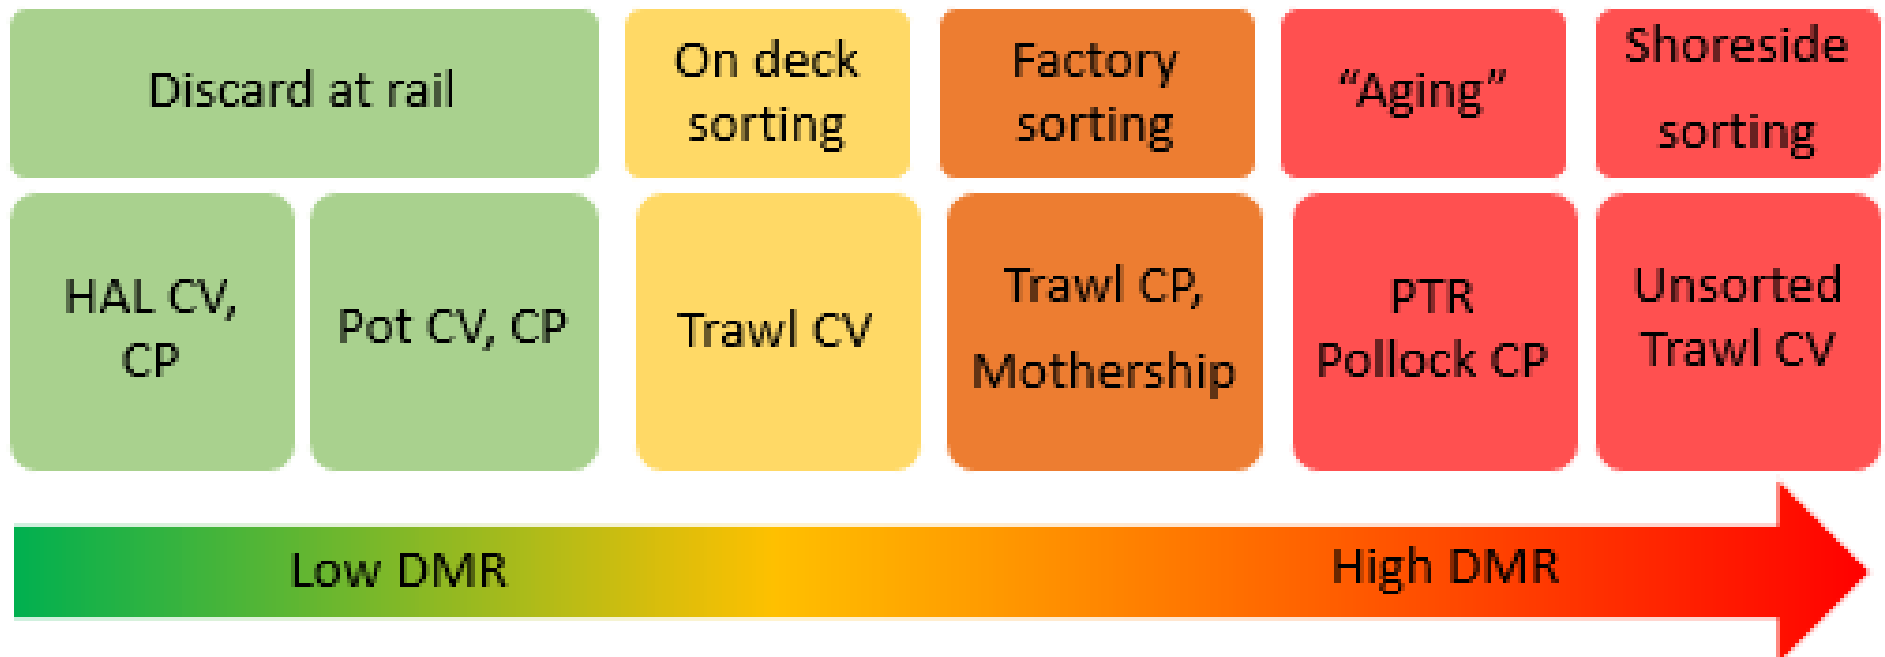 Discard at rail
On deck
sorting
Factory
sorting
“Aging”
Shoreside
sorting
HAL CV,
CP
Pot CV, CP
Trawl CV
Trawl CP,
Mothership
PTR
Pollock CP
Unsorted
Trawl CV
Low DMR
High DMR